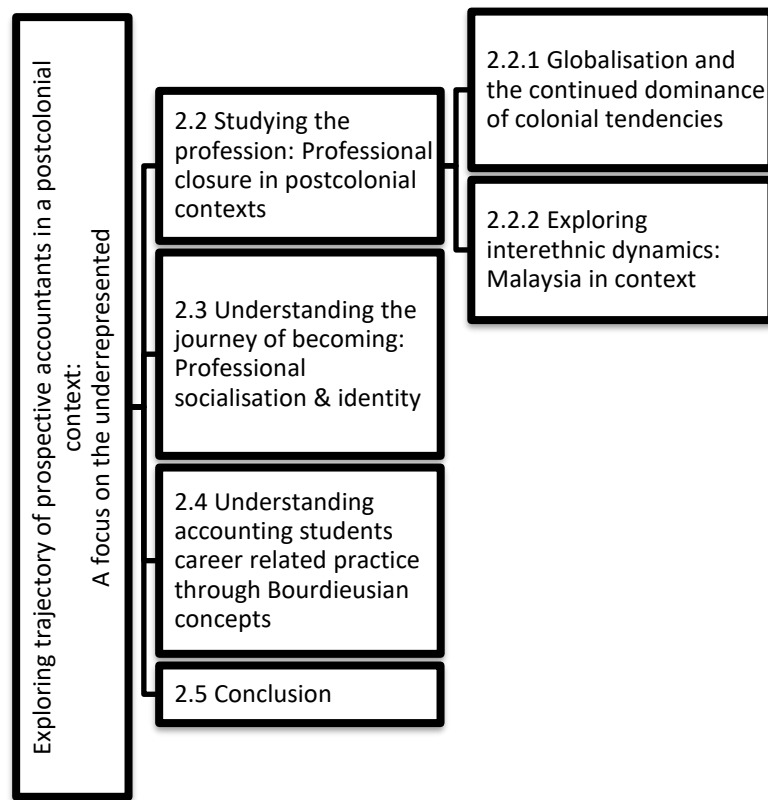 Exploring trajectory of prospective accountants in a postcolonial
context:
A focus on the underrepresented
2.2 Studying the
profession: Professional
closure in postcolonial
contexts
2.2.1 Globalisation and
the continued dominance
of colonial tendencies
2.2.2 Exploring
interethnic dynamics:
Malaysia in context
2.3 Understanding the
journey of becoming:
Professional
socialisation & identity
2.4 Understanding
accounting students
career related practice
through Bourdieusian
concepts
2.5 Conclusion